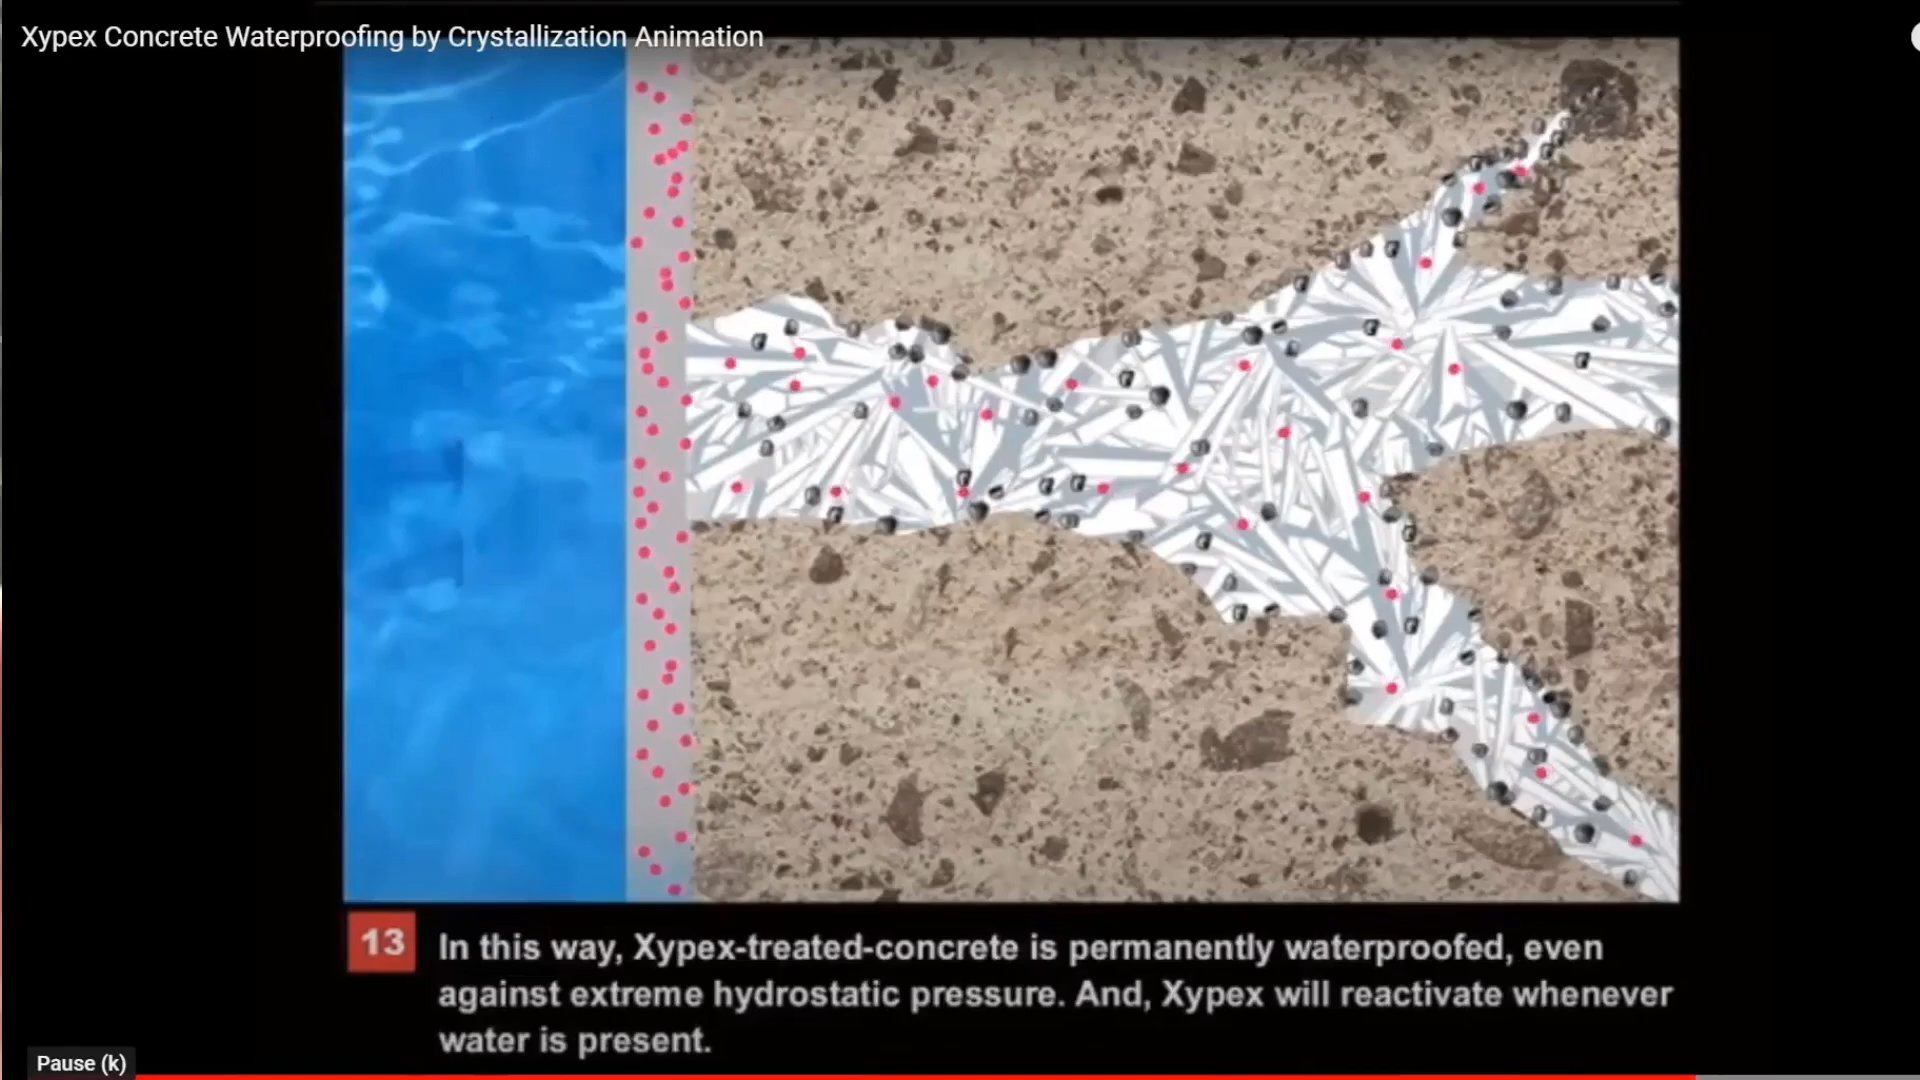 Xypex Concrete Waterproofing by Crystallization Animation
13
In this way, Xypex-treated-concrete is permanently waterproofed, even
against extreme hydrostatic pressure. And, Xypex will reactivate whenever
water is present.
Pause (k)